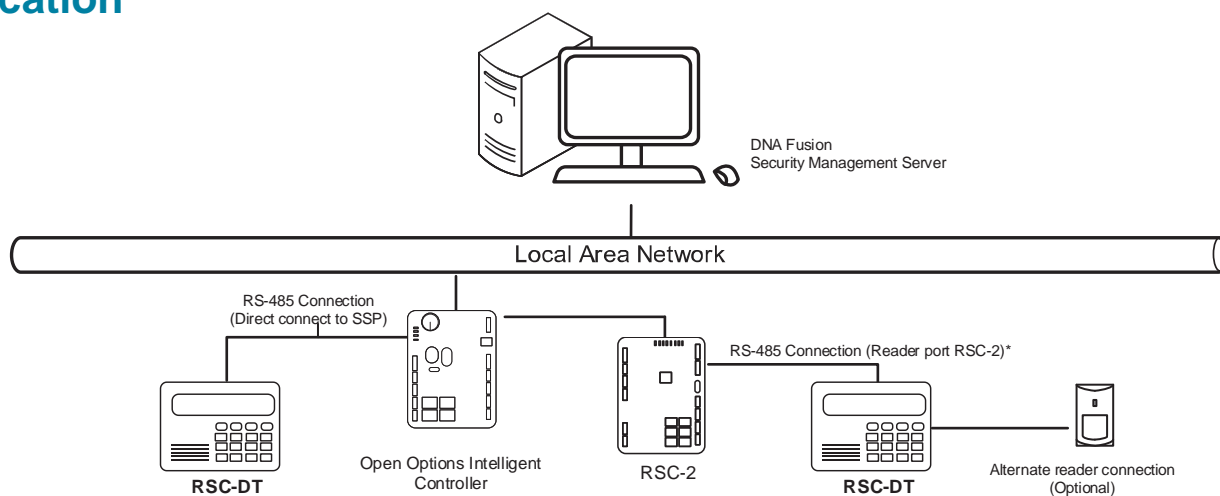 DNA Fusion
Security Management Server
Local Area Network
RS-485 Connection
(Direct connect to SSP)
RS-485 Connection (Reader port RSC-2)*
RSC-DT
Open Options Intelligent
Controller
RSC-2
RSC-DT
Alternate reader connection
(Optional)